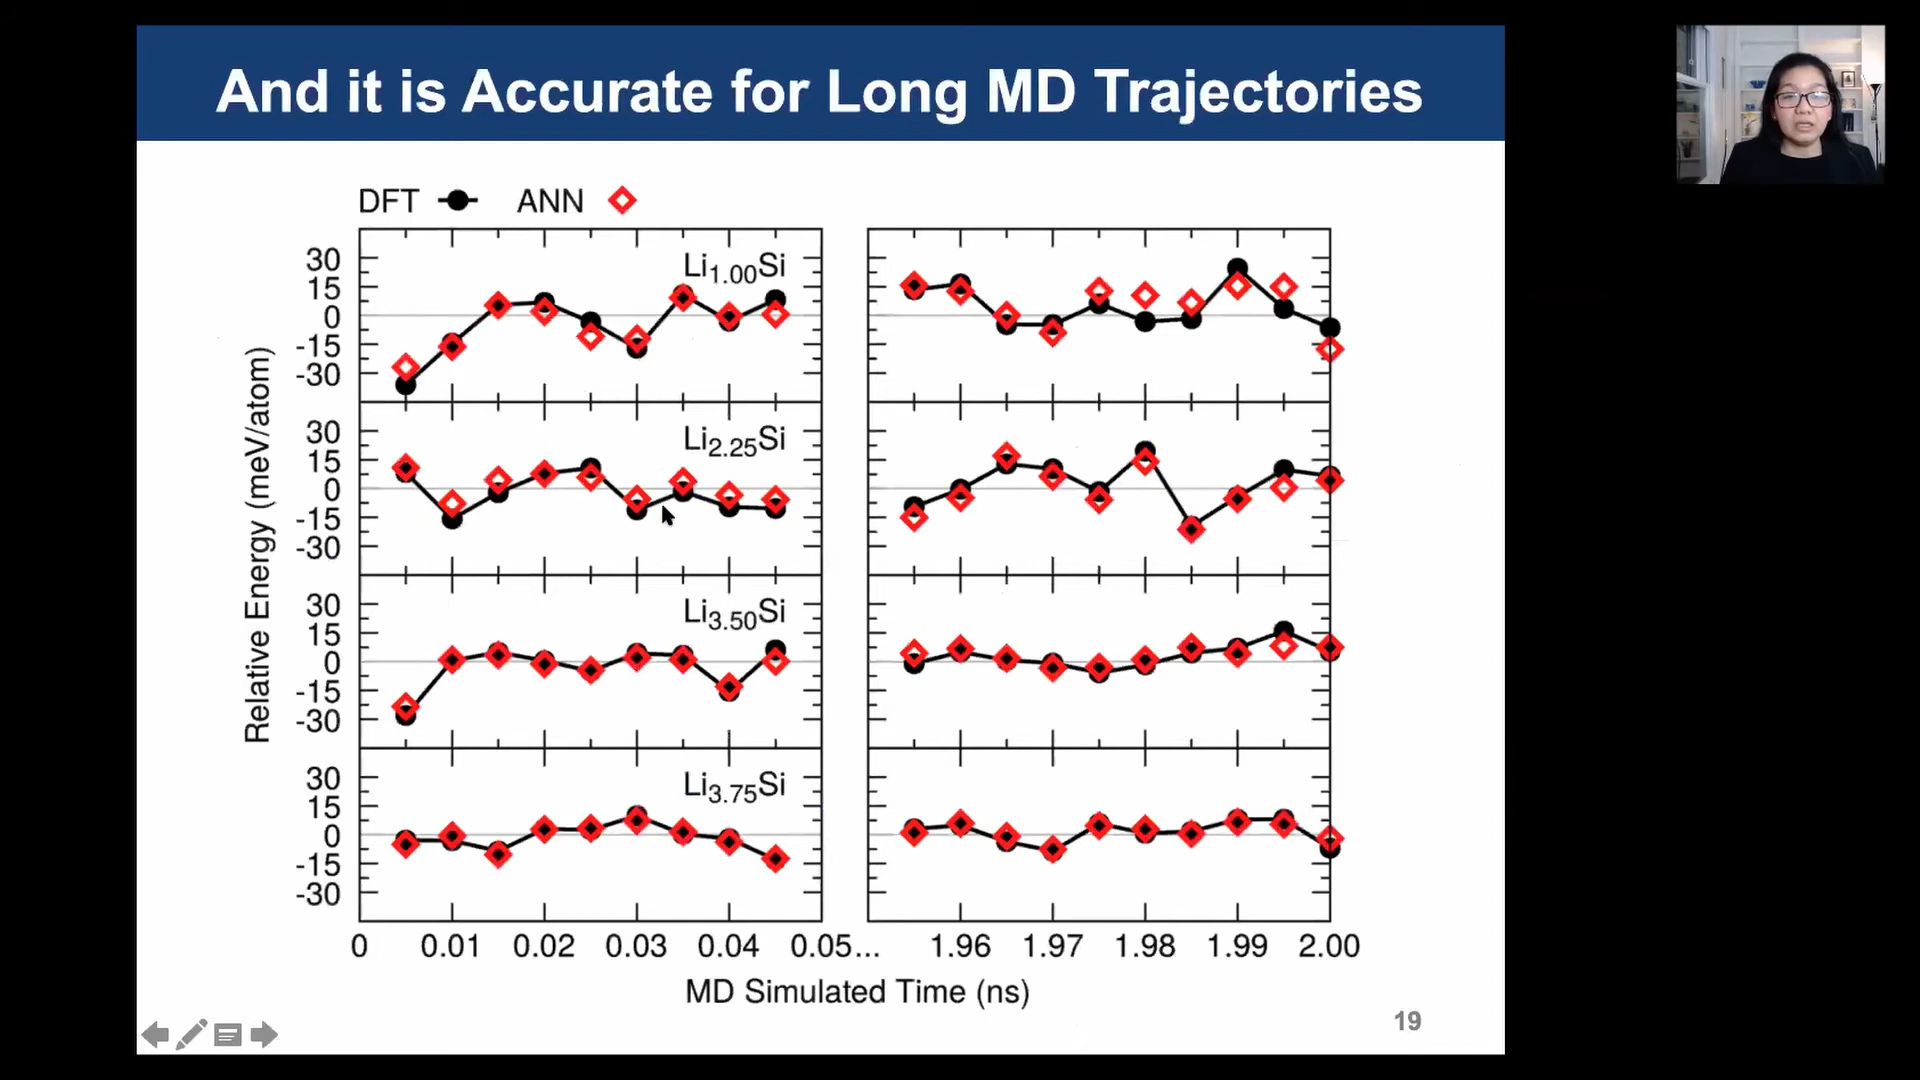 And it is Accurate for Long MD Trajectories
DFT ANN
30
15
0
-15
-30
Li1.00Si
30
15
0
-15
-30
Li2.25Si
30
15
0
-15
-30
Li3.50Si
30
15
0
-15
-30
Li3.75Si
Relative Energy (meV/atom)
0 0.01 0.02 0.03 0.04 0.05... 1.96 1.97 1.98 1.99 2.00
MD Simulated Time (ns)
19